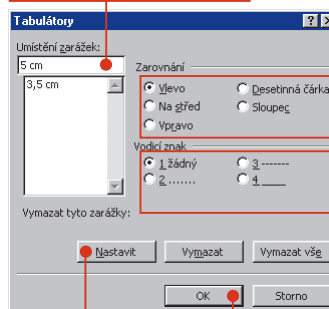 Tabulátory
Umístění zarážek:
5 cm
3,5 cm
Zarovnání
Vlevo
Desetinná čárka
Na střed
Sloupec
Vpravo
Vodicí znak
1 žádný
3 -------
2 .......
4 ____
Vymazat tyto zarážky:
Nastavit
Vymazat
Vymazat vše
OK
Storno